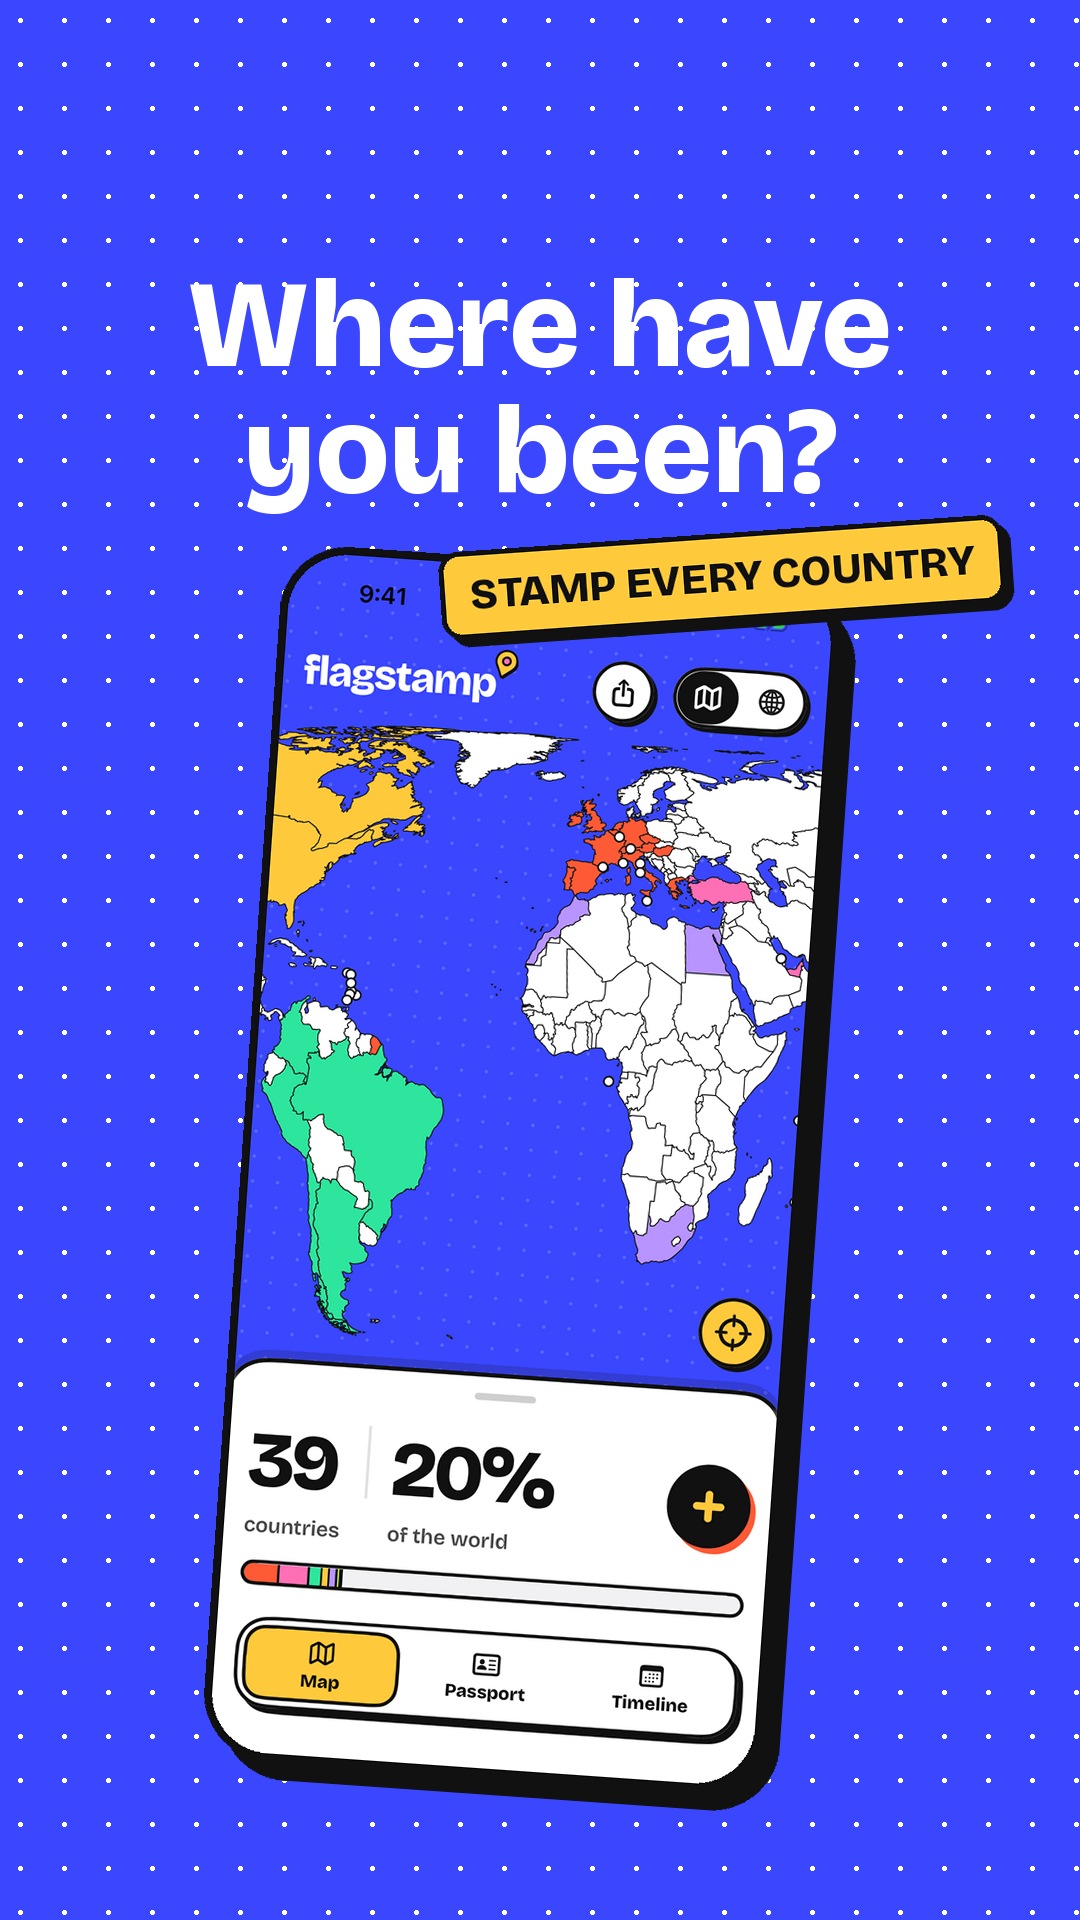 Where have
you been?
STAMP EVERY COUNTRY
9:41
flagstamp
39
20%
countries
of the world
Map
Passport
Timeline